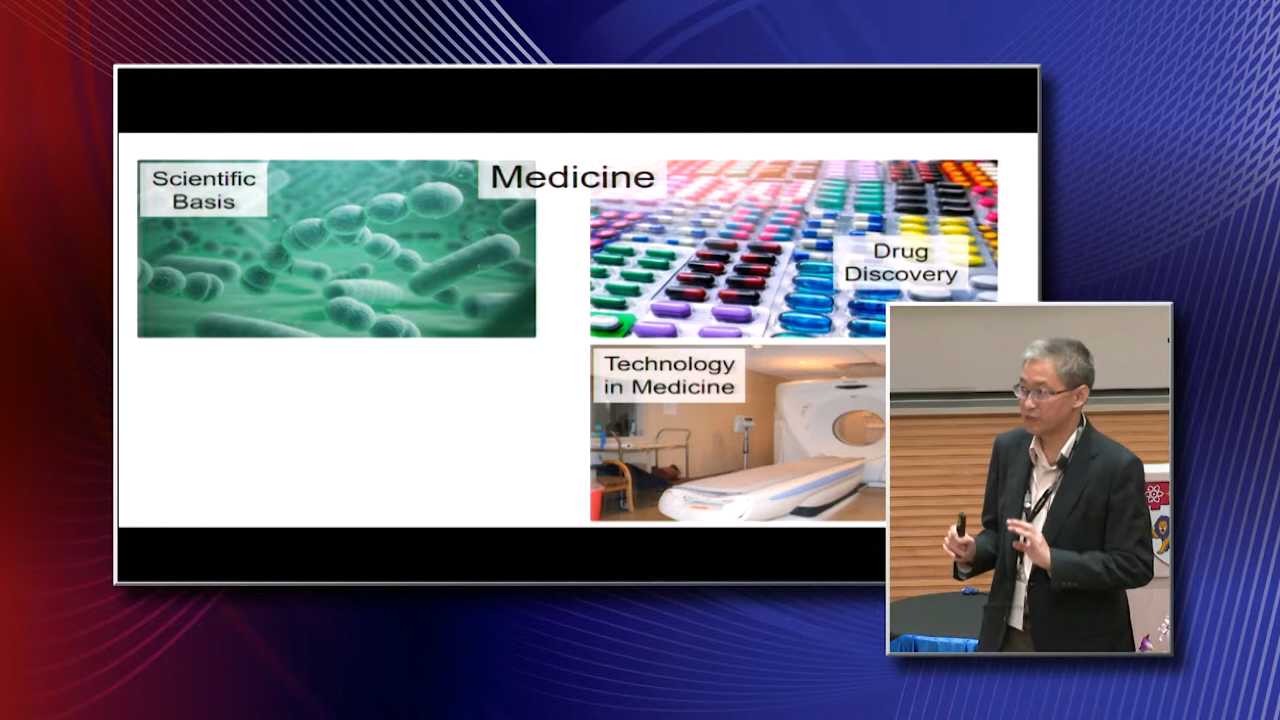 Scientific
Basis
Medicine
Drug
Discovery
Technology
in Medicine